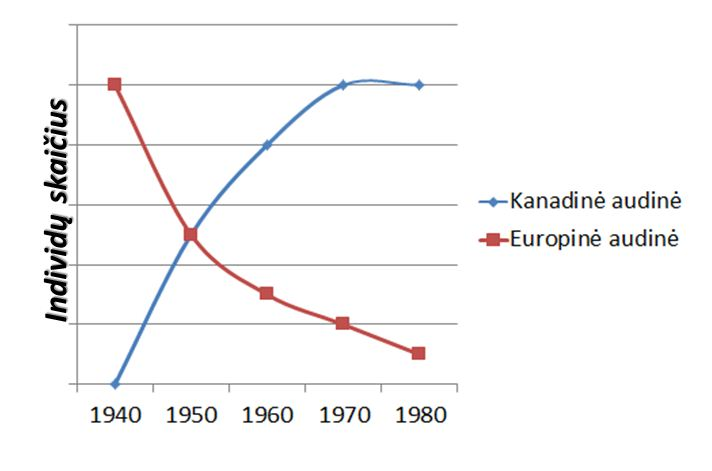 Individų skaičius
Kanadinė audinė
Europinė audinė
1940 1950 1960 1970 1980